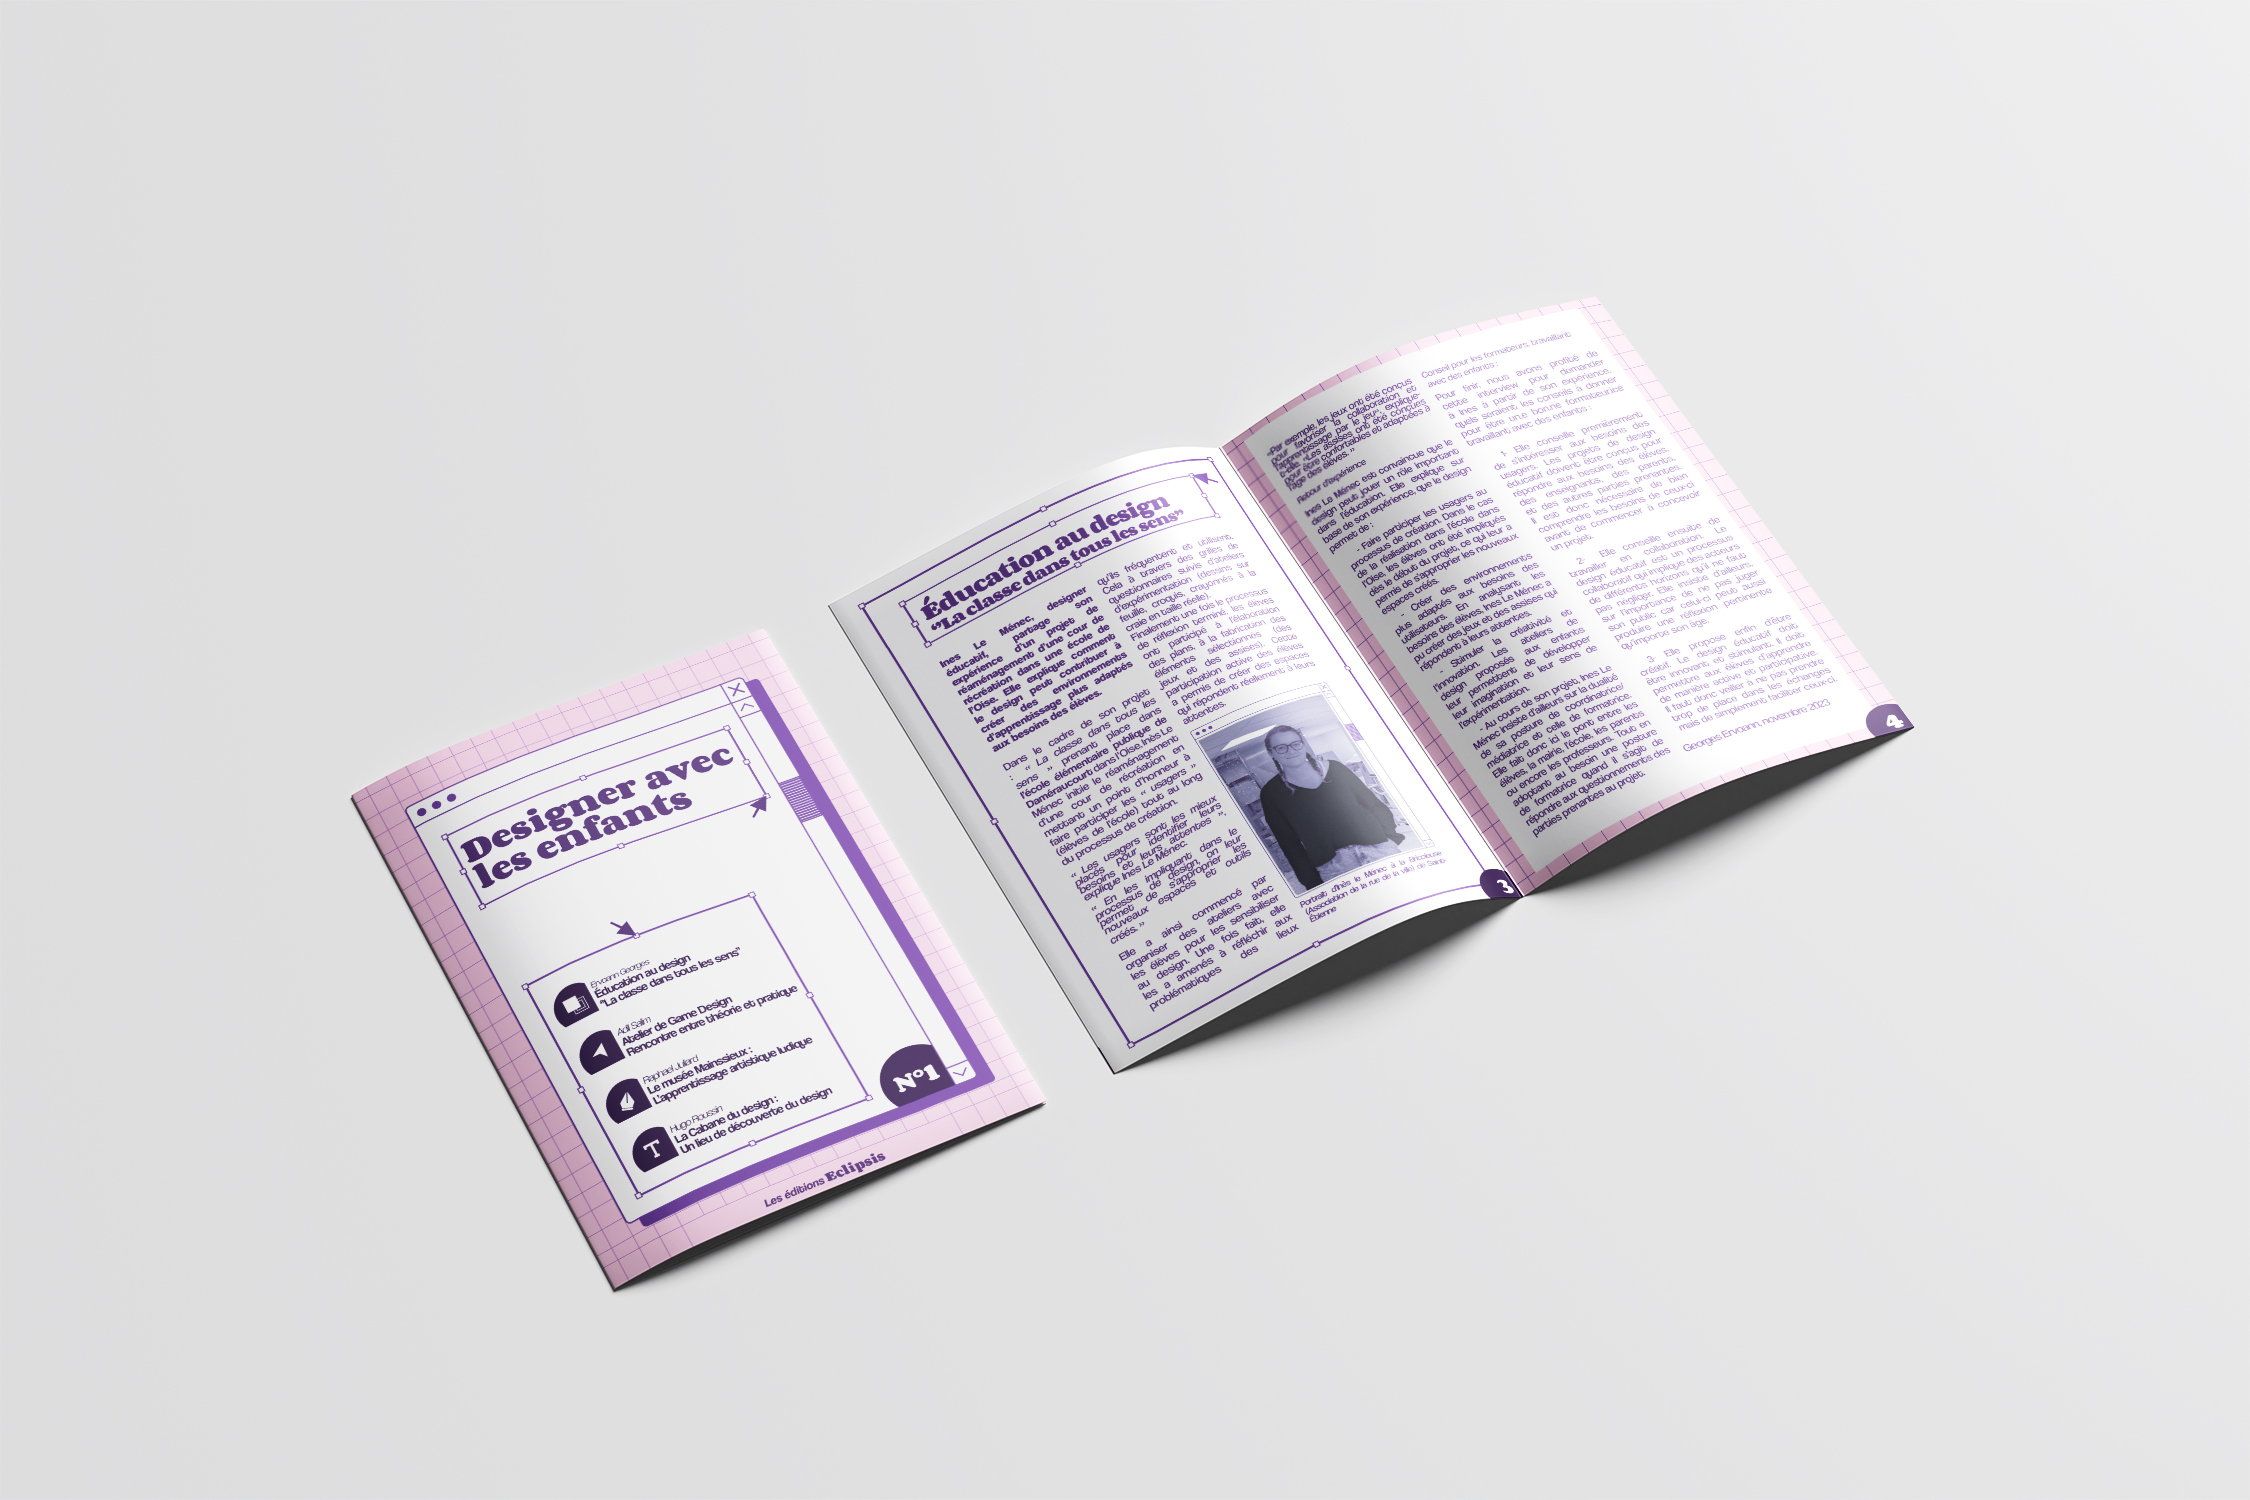 Designer avec
les enfants
Ervoann Georges
Éducation au design
"La classe dans tous les sens"
Adil Salim
Atelier de Game Design
Rencontre entre théorie et pratique
Raphaël Juliard
Le musée Mainssieux :
L'apprentissage artistique ludique
Hugo Roussin
La Cabane du design :
Un lieu de découverte du design
T
N°1
Les éditions Eclipsis
Éducation au design
"La classe dans tous les sens"
Ines Le Ménec, designer
éducatif, partage son
expérience d'un projet de
réaménagement d'une cour de
récréation dans une école de
l'Oise. Elle explique comment
le design peut contribuer à
créer des environnements
d'apprentissage plus adaptés
aux besoins des élèves.
Dans le cadre de son projet
: « La classe dans tous les
sens » prenant place dans
l'école élémentaire publique de
Daméraucourt dans l'Oise. Inès Le
Ménec initie le réaménagement
d'une cour de récréation en
mettant un point d'honneur à
faire participer les « usagers »
(élèves de l'école) tout au long
du processus de création.
« Les usagers sont les mieux
placés pour identifier leurs
besoins et leurs attentes »,
explique Ines Le Ménec.
« En les impliquant dans le
processus de design, on leur
permet de s'approprier les
nouveaux espaces et outils
créés. »
Elle a ainsi commencé par
organiser des ateliers avec
les élèves pour les sensibiliser
au design. Une fois fait, elle
les a amenés à réfléchir aux
problématiques des lieux
qu'ils fréquentent et utilisent.
Cela à travers des grilles de
questionnaires suivis d'ateliers
d'expérimentation (dessins sur
feuille, croquis, crayonnés à la
craie en taille réelle).
Finalement une fois le processus
de réflexion terminé, les élèves
ont participé à l'élaboration
des plans, à la fabrication des
éléments sélectionnés (des
jeux et des assises). Cette
participation active des élèves
a permis de créer des espaces
qui répondent réellement à leurs
attentes.
Portrait d'Inès le Ménec à la Bricoleuse
(Association de la rue de la ville) de Saint-
Étienne
3
«Par exemple, les jeux ont été conçus
pour favoriser la collaboration et
l'apprentissage par le jeu», explique-
t-elle. «Les assises ont été conçues
pour être confortables et adaptées à
l'âge des élèves. »
Retour d'expérience
Ines Le Ménec est convaincue que le
design peut jouer un rôle important
dans l'éducation. Elle explique sur
base de son expérience, que le design
permet de :
- Faire participer les usagers au
processus de création. Dans le cas
de la réalisation dans l'école dans
l'Oise, les élèves ont été impliqués
dès le début du projet, ce qui leur a
permis de s'approprier les nouveaux
espaces créés.
- Créer des environnements
plus adaptés aux besoins des
utilisateurs. En analysant les
besoins des élèves, Ines Le Ménec a
pu créer des jeux et des assises qui
répondent à leurs attentes.
- Stimuler la créativité et
l'innovation. Les ateliers de
design proposés aux enfants
leur permettent de développer
leur imagination et leur sens de
l'expérimentation.
- Au cours de son projet, Ines Le
Ménec insiste d'ailleurs sur la dualité
de sa posture de coordinatrice/
médiatrice et celle de formatrice.
Elle fait donc ici le pont entre les
élèves, la mairie, l'école, les parents
ou encore les professeurs. Tout en
adoptant au besoin une posture
de formatrice quand il s'agit de
répondre aux questionnements des
parties prenantes au projet.
Conseil pour les formateurs travaillant
avec des enfants :
Pour finir, nous avons profité de
cette interview pour demander
à Ines à partir de son expérience,
quels seraient les conseils à donner
pour être une bon·ne formateur·ice
travaillant avec des enfants :
1- Elle conseille premièrement
de s'intéresser aux besoins des
usagers. Les projets de design
éducatif doivent être conçus pour
répondre aux besoins des élèves,
des enseignants, des parents,
et des autres parties prenantes.
Il est donc nécessaire de bien
comprendre les besoins de ceux-ci
avant de commencer à concevoir
un projet.
2- Elle conseille ensuite de
travailler en collaboration. Le
design éducatif est un processus
collaboratif qui implique des acteurs
de différents horizons qu'il ne faut
pas négliger. Elle insiste d'ailleurs,
sur l'importance de ne pas juger
son public car celui-ci peut aussi
produire une réflexion pertinente
qu'importe son âge.
3- Elle propose enfin d'être
créatif. Le design éducatif doit
être innovant et stimulant. Il doit
permettre aux élèves d'apprendre
de manière active et participative.
Il faut donc veiller à ne pas prendre
trop de place dans les échanges
mais de simplement faciliter ceux-ci.
Georges Ervoann, novembre 2023
4